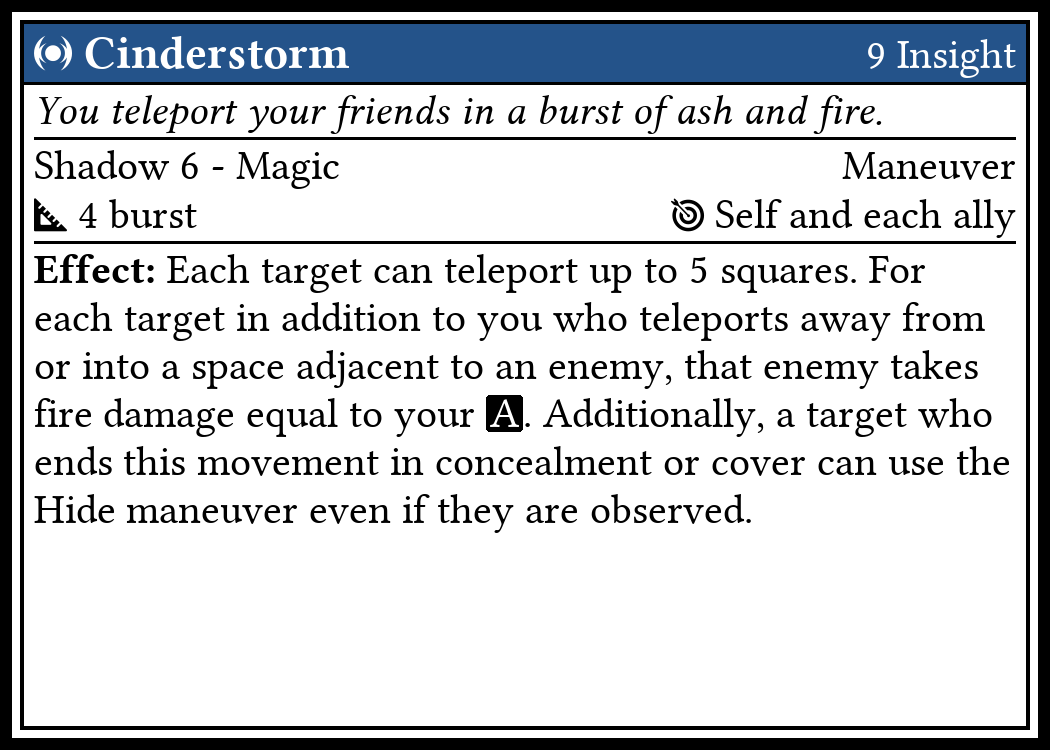 Cinderstorm 9 Insight
You teleport your friends in a burst of ash and fire.
Shadow 6 - Magic Maneuver
4 burst Self and each ally
Effect: Each target can teleport up to 5 squares. For
each target in addition to you who teleports away from
or into a space adjacent to an enemy, that enemy takes
fire damage equal to your A. Additionally, a target who
ends this movement in concealment or cover can use the
Hide maneuver even if they are observed.